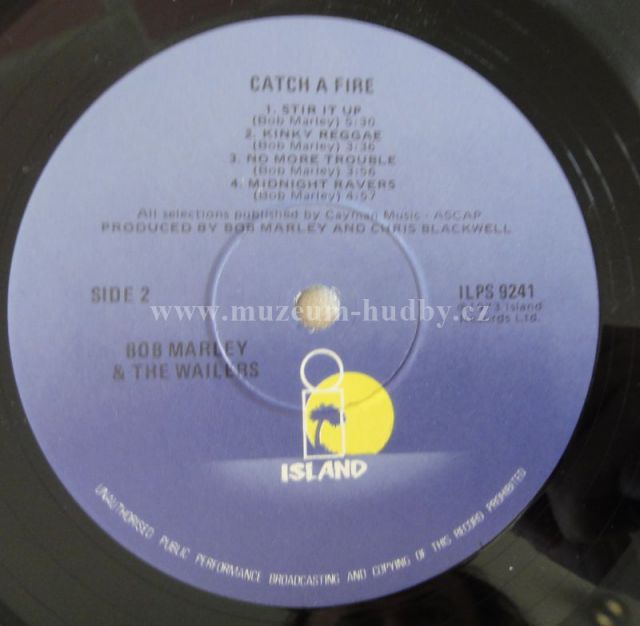 CATCH A FIRE
1. STIR IT UP
(Bob Marley) 5:30
2. KINKY REGGAE
(Bob Marley) 3:36
3. NO MORE TROUBLE
(Bob Marley) 3:56
4. MIDNIGHT RAVERS
(Bob Marley) 4:57
All selections published by Cayman Music - ASCAP
PRODUCED BY BOB MARLEY AND CHRIS BLACKWELL
SIDE 2
ILPS 9241
1973 Island
Records Ltd.
www.muzeum-hudby.cz
BOB MARLEY
& THE WAILERS
ISLAND
UNAUTHORISED PUBLIC PERFORMANCE BROADCASTING AND COPYING OF THIS RECORD PROHIBITED